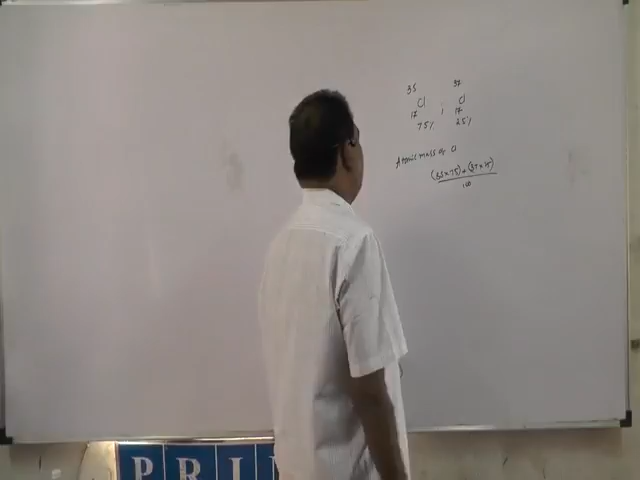 35 37
Cl ; Cl
17 17
75% 25%
Atomic mass of Cl
(35×75)+(37×25)
100
PRI